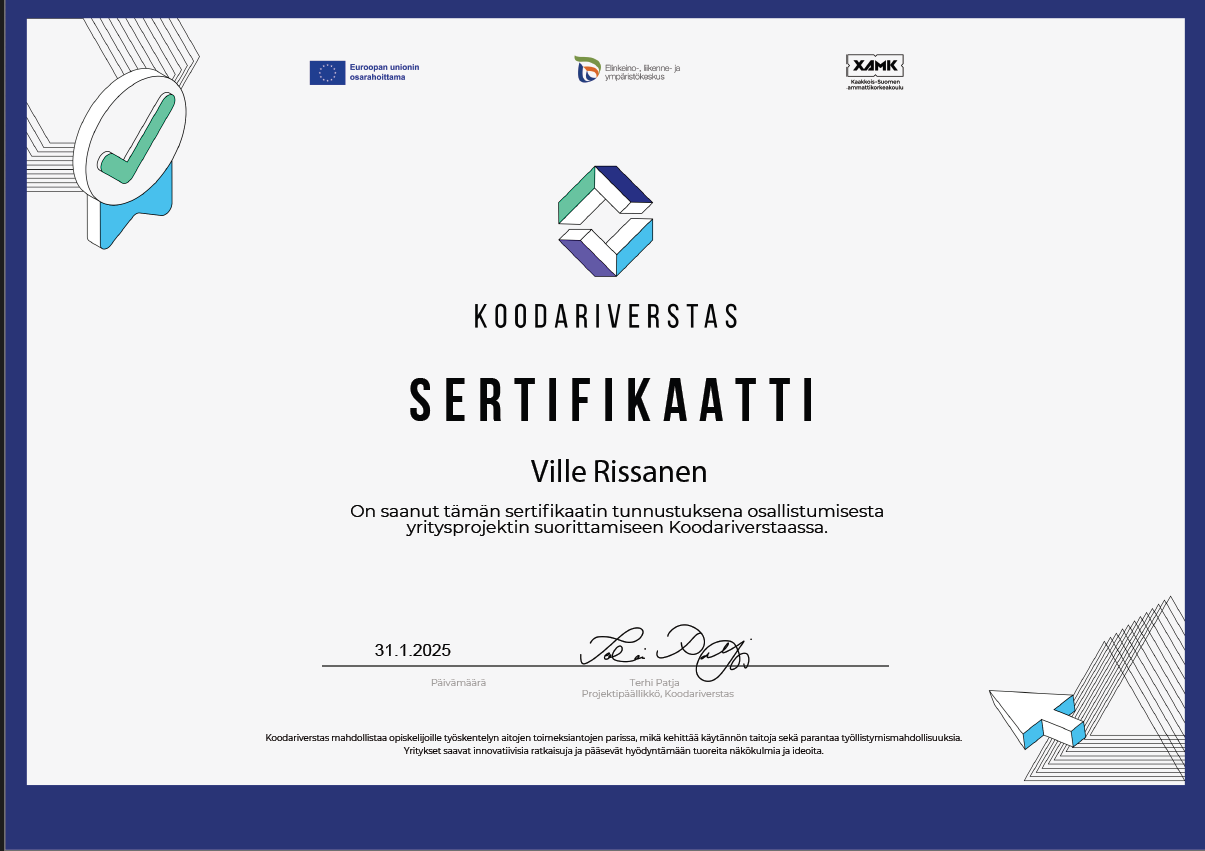 Euroopan unionin
osarahoittama
Elinkeino-, liikenne- ja
ympäristökeskus
XAMK
Kaakkois-Suomen
ammattikorkeakoulu
KOODARIVERSTAS
SERTIFIKAATTI
Ville Rissanen
On saanut tämän sertifikaatin tunnustuksena osallistumisesta
yritysprojektin suorittamiseen Koodariverstaassa.
31.1.2025
Päivämäärä
Terhi Patja
Projektipäällikkö, Koodariverstas
Koodariverstas mahdollistaa opiskelijoille työskentelyn aitojen toimeksiantojen parissa, mikä kehittää käytännön taitoja sekä parantaa työllistymismahdollisuuksia.
Yritykset saavat innovatiivisia ratkaisuja ja pääsevät hyödyntämään tuoreita näkökulmia ja ideoita.